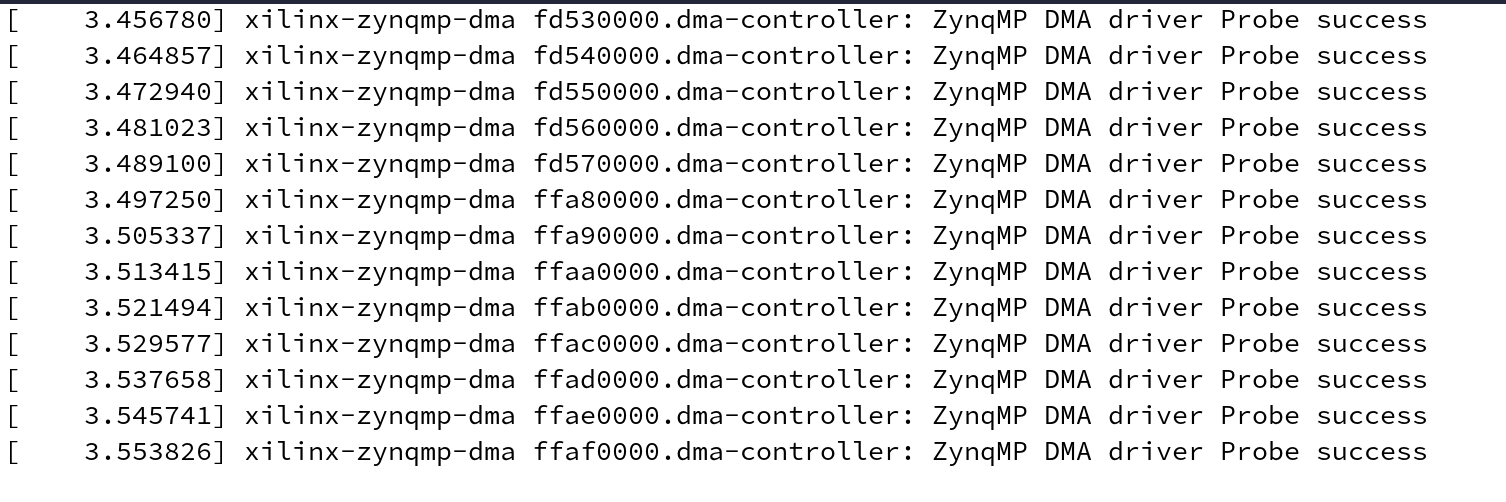 [    3.456780] xilinx-zynqmp-dma fd530000.dma-controller: ZynqMP DMA driver Probe success
[    3.464857] xilinx-zynqmp-dma fd540000.dma-controller: ZynqMP DMA driver Probe success
[    3.472940] xilinx-zynqmp-dma fd550000.dma-controller: ZynqMP DMA driver Probe success
[    3.481023] xilinx-zynqmp-dma fd560000.dma-controller: ZynqMP DMA driver Probe success
[    3.489100] xilinx-zynqmp-dma fd570000.dma-controller: ZynqMP DMA driver Probe success
[    3.497250] xilinx-zynqmp-dma ffa80000.dma-controller: ZynqMP DMA driver Probe success
[    3.505337] xilinx-zynqmp-dma ffa90000.dma-controller: ZynqMP DMA driver Probe success
[    3.513415] xilinx-zynqmp-dma ffaa0000.dma-controller: ZynqMP DMA driver Probe success
[    3.521494] xilinx-zynqmp-dma ffab0000.dma-controller: ZynqMP DMA driver Probe success
[    3.529577] xilinx-zynqmp-dma ffac0000.dma-controller: ZynqMP DMA driver Probe success
[    3.537658] xilinx-zynqmp-dma ffad0000.dma-controller: ZynqMP DMA driver Probe success
[    3.545741] xilinx-zynqmp-dma ffae0000.dma-controller: ZynqMP DMA driver Probe success
[    3.553826] xilinx-zynqmp-dma ffaf0000.dma-controller: ZynqMP DMA driver Probe success